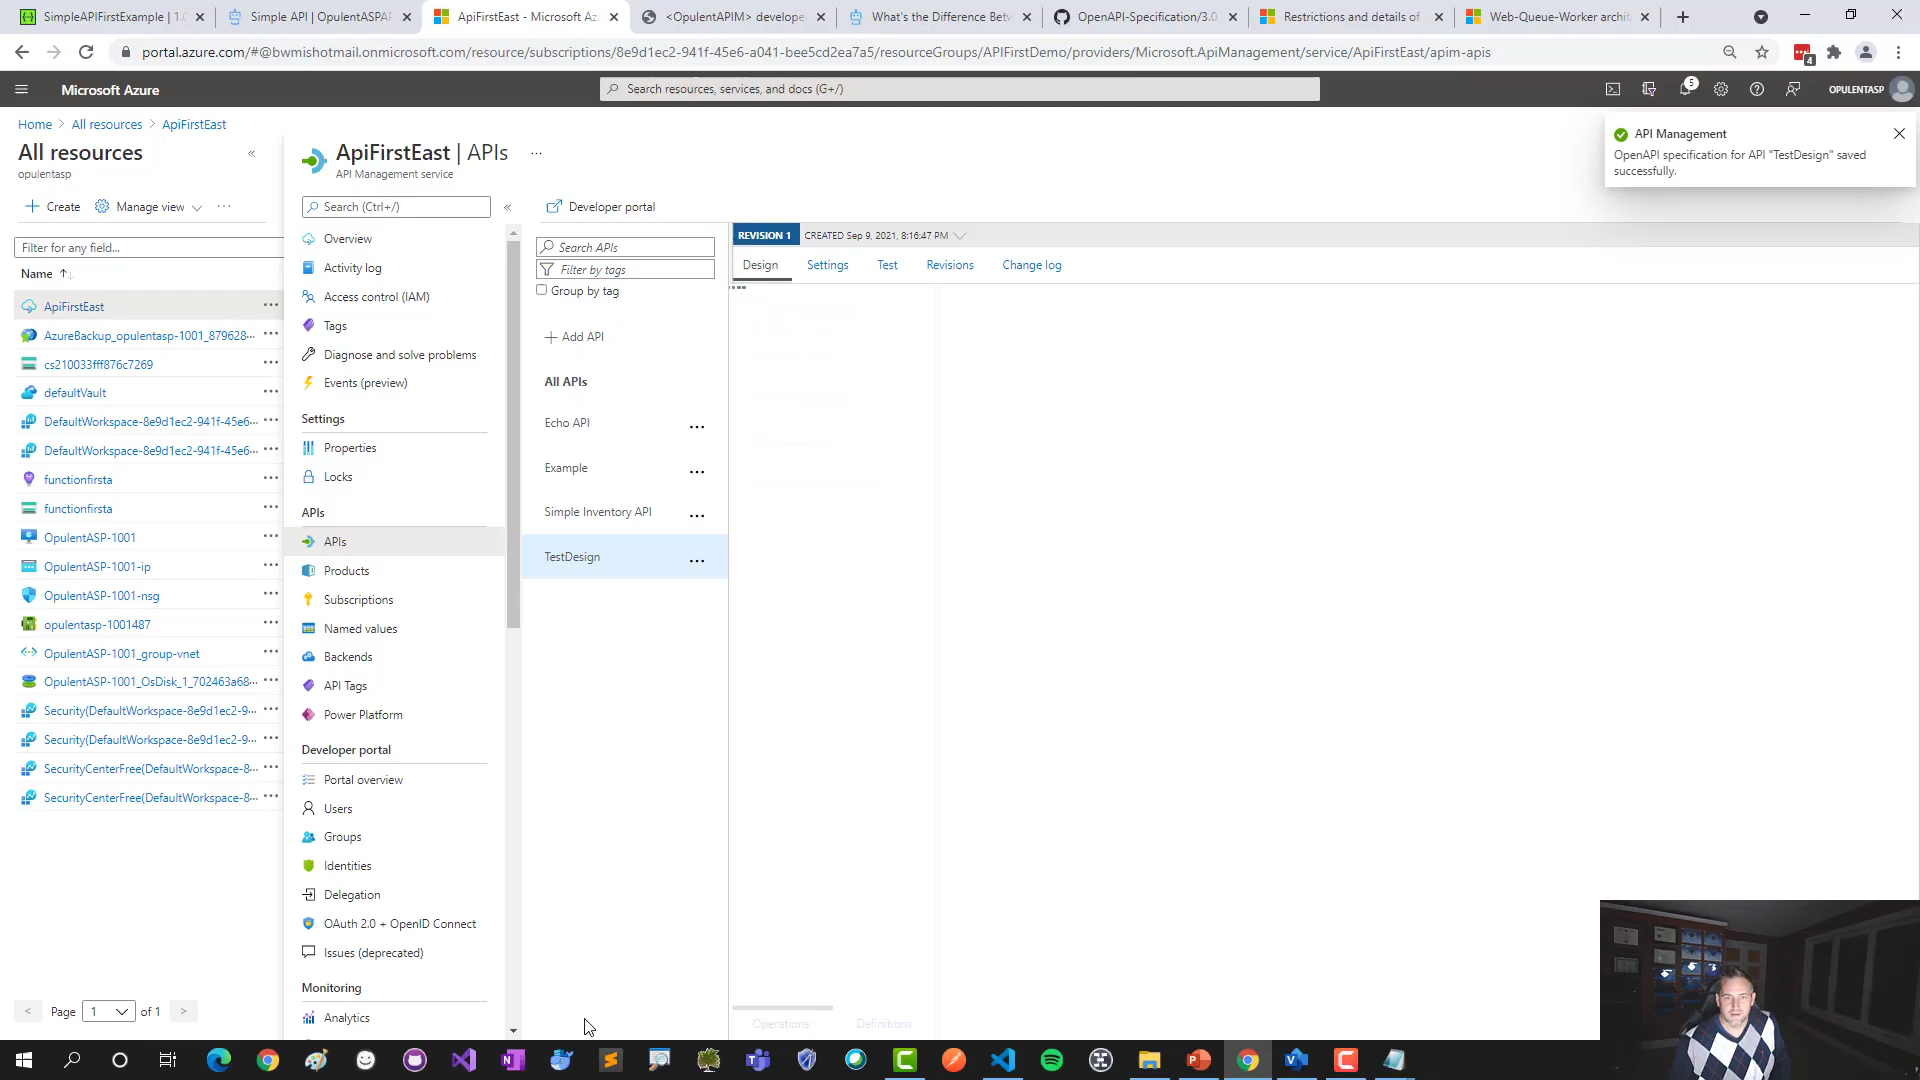 SimpleAPIFirstExample | 1.
Simple API | OpulentASPAP
ApiFirstEast - Microsoft Az
<OpulentAPIM> develope
What's the Difference Betw
OpenAPI-Specification/3.0.
Restrictions and details of
Web-Queue-Worker archit
portal.azure.com/#@bwmishotmail.onmicrosoft.com/resource/subscriptions/8e9d1ec2-941f-45e6-a041-bee5cd2ea7a5/resourceGroups/APIFirstDemo/providers/Microsoft.ApiManagement/service/ApiFirstEast/apim-apis
4
Microsoft Azure
Search resources, services, and docs (G+/)
5
OPULENTASP
Home > All resources > ApiFirstEast
All resources
opulentasp
Create
Manage view
Filter for any field...
Name
ApiFirstEast
AzureBackup_opulentasp-1001_879628...
cs210033fff876c7269
defaultVault
DefaultWorkspace-8e9d1ec2-941f-45e6...
DefaultWorkspace-8e9d1ec2-941f-45e6...
functionfirsta
functionfirsta
OpulentASP-1001
OpulentASP-1001-ip
OpulentASP-1001-nsg
opulentasp-1001487
OpulentASP-1001_group-vnet
OpulentASP-1001_OsDisk_1_702463a68...
Security(DefaultWorkspace-8e9d1ec2-9...
Security(DefaultWorkspace-8e9d1ec2-9...
SecurityCenterFree(DefaultWorkspace-8...
SecurityCenterFree(DefaultWorkspace-8...
< Page 1 of 1 >
ApiFirstEast | APIs ...
API Management service
Search (Ctrl+/)
Overview
Activity log
Access control (IAM)
Tags
Diagnose and solve problems
Events (preview)
Settings
Properties
Locks
APIs
APIs
Products
Subscriptions
Named values
Backends
API Tags
Power Platform
Developer portal
Portal overview
Users
Groups
Identities
Delegation
OAuth 2.0 + OpenID Connect
Issues (deprecated)
Monitoring
Analytics
Developer portal
Search APIs
Filter by tags
Group by tag
Add API
All APIs
Echo API
Example
Simple Inventory API
TestDesign
REVISION 1 CREATED Sep 9, 2021, 8:16:47 PM
Design Settings Test Revisions Change log
Operations Definitions
API Management
OpenAPI specification for API "TestDesign" saved
successfully.